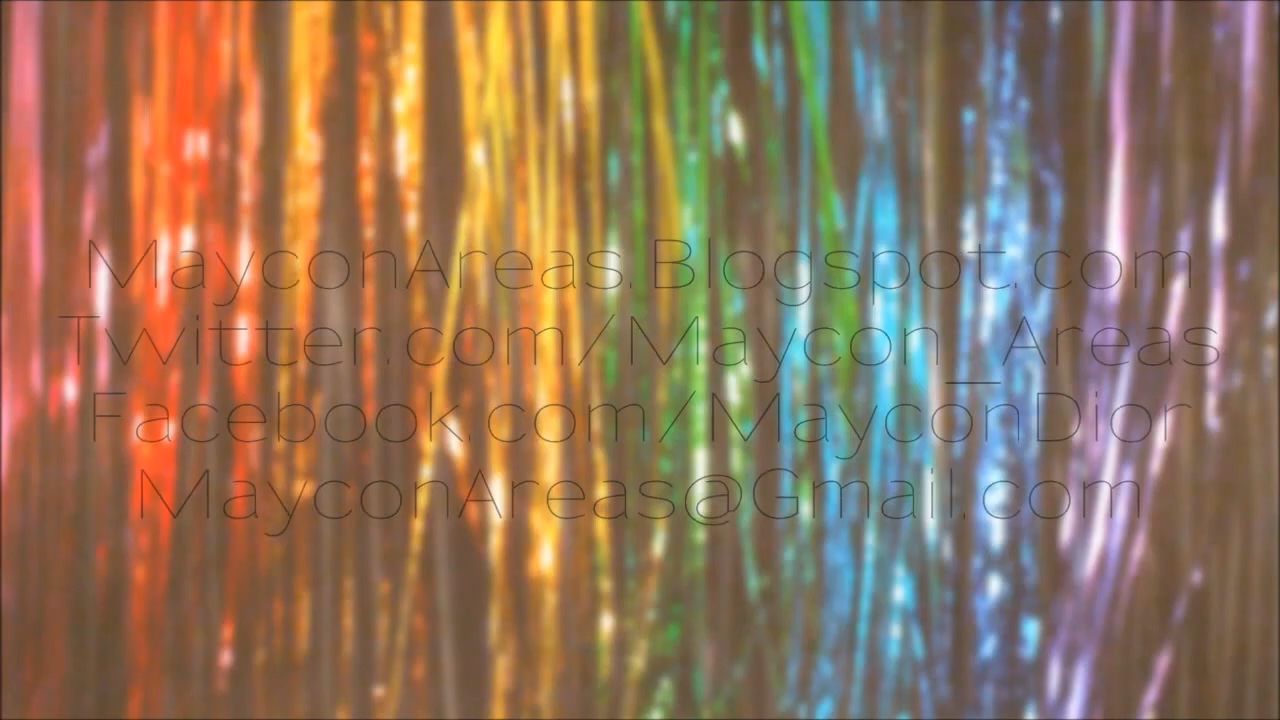 MayconAreas.Blogspot.com
Twitter.com/Maycon_Areas
Facebook.com/MayconDior
MayconAreas@Gmail.com